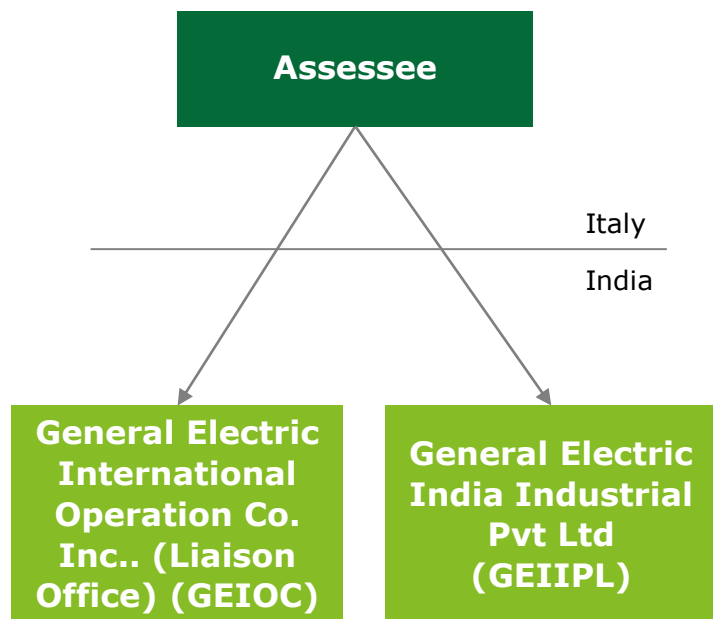 Assessee
Italy
India
General Electric
International
Operation Co.
Inc.. (Liaison
Office) (GEIOC)
General Electric
India Industrial
Pvt Ltd
(GEIIPL)